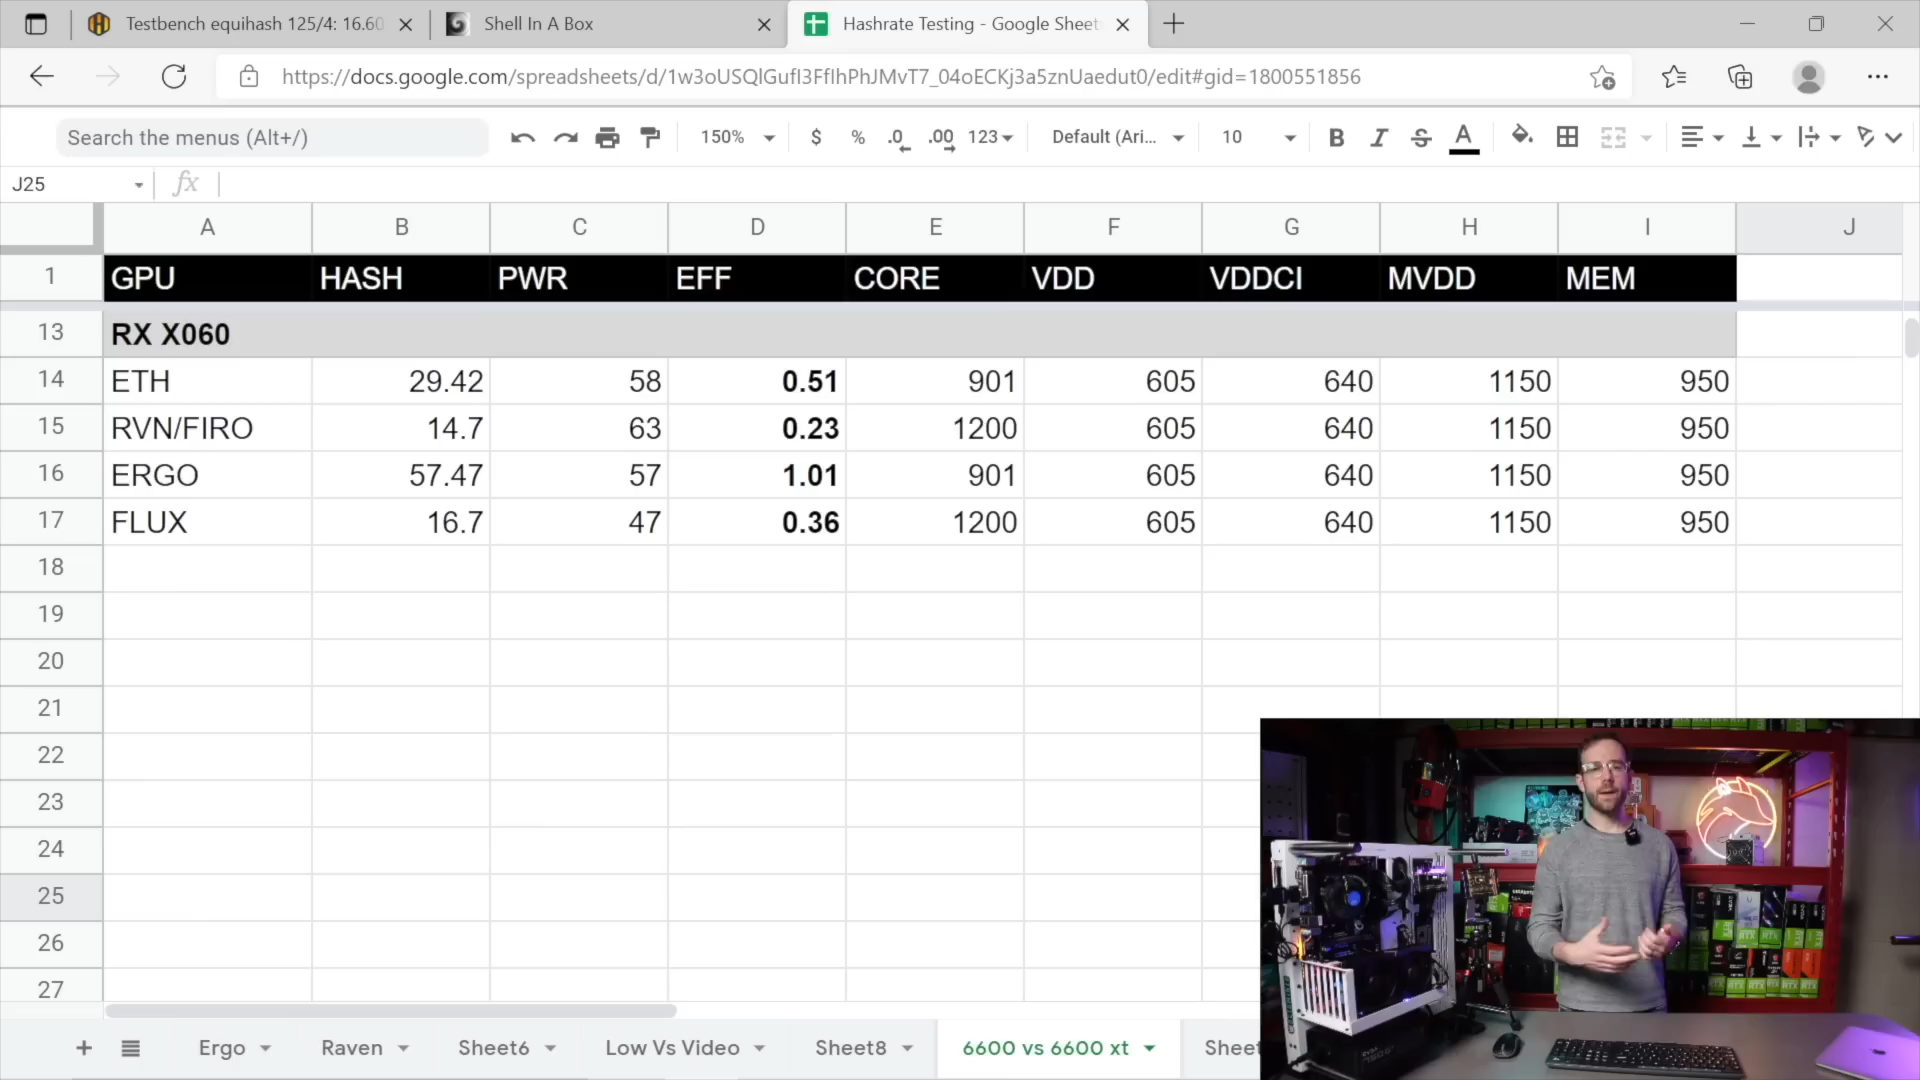 Testbench equihash 125/4: 16.60
Shell In A Box
Hashrate Testing - Google Sheet
https://docs.google.com/spreadsheets/d/1w3oUSQlGufI3FfIhPhJMvT7_04oECKj3a5znUaedut0/edit#gid=1800551856
Search the menus (Alt+/) 150% $ % .0 .00 123 Default (Ari... 10 B I S A
J25 fx
A B C D E F G H I J
1 GPU HASH PWR EFF CORE VDD VDDCI MVDD MEM
13 RX X060
14 ETH 29.42 58 0.51 901 605 640 1150 950
15 RVN/FIRO 14.7 63 0.23 1200 605 640 1150 950
16 ERGO 57.47 57 1.01 901 605 640 1150 950
17 FLUX 16.7 47 0.36 1200 605 640 1150 950
18
19
20
21
22
23
24
25
26
27
Ergo Raven Sheet6 Low Vs Video Sheet8 6600 vs 6600 xt Sheet